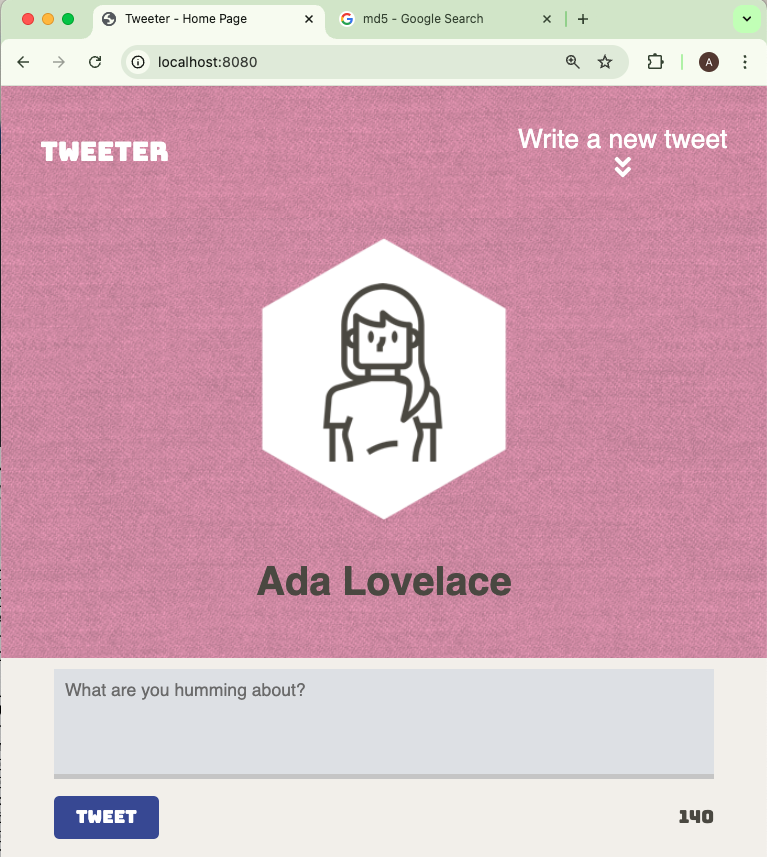 Tweeter - Home Page
md5 - Google Search
localhost:8080
A
TWEETER
Write a new tweet
Ada Lovelace
What are you humming about?
TWEET
140